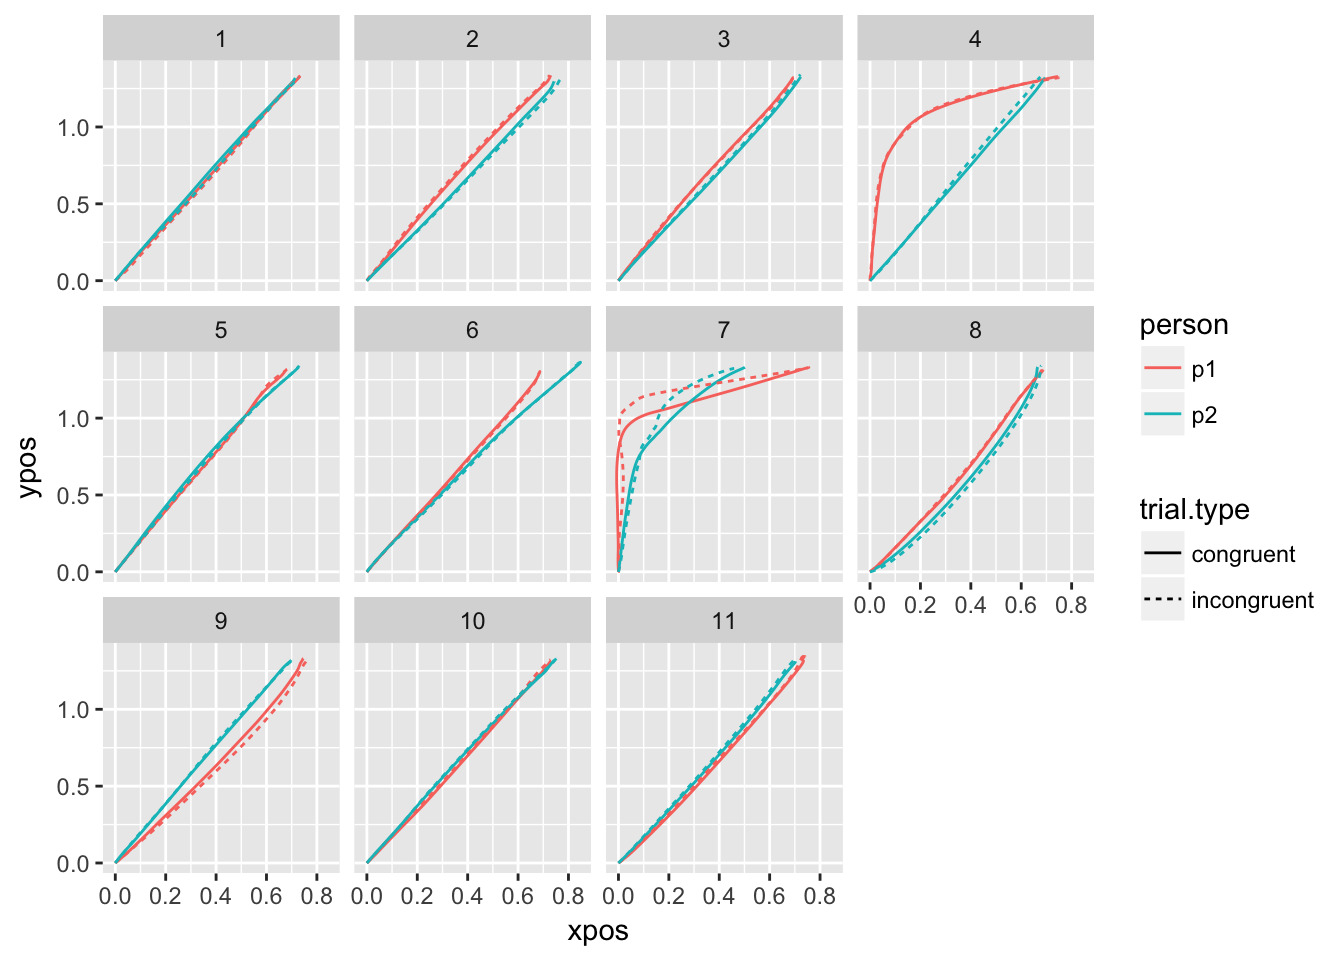 1 2 3 4
1.0
0.5
0.0
5 6 7 8
1.0
0.5
0.0
0.0 0.2 0.4 0.6 0.8
9 10 11
1.0
0.5
0.0
0.0 0.2 0.4 0.6 0.8 0.0 0.2 0.4 0.6 0.8 0.0 0.2 0.4 0.6 0.8
xpos
ypos
person
p1
p2
trial.type
congruent
incongruent